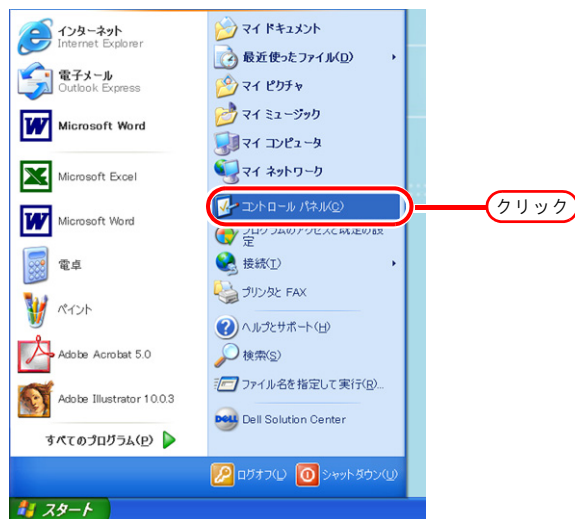 インターネット
Internet Explorer
電子メール
Outlook Express
Microsoft Word
Microsoft Excel
Microsoft Word
電卓
ペイント
Adobe Acrobat 5.0
Adobe Illustrator 10.0.3
すべてのプログラム(P)
マイ ドキュメント
最近使ったファイル(D)
マイ ピクチャ
マイ ミュージック
マイ コンピュータ
マイ ネットワーク
コントロール パネル(C)
クリック
プログラムのアクセスと既定の設
定
接続(T)
プリンタと FAX
ヘルプとサポート(H)
検索(S)
ファイル名を指定して実行(R)...
DELL
Dell Solution Center
ログオフ(L)
シャットダウン(U)
スタート